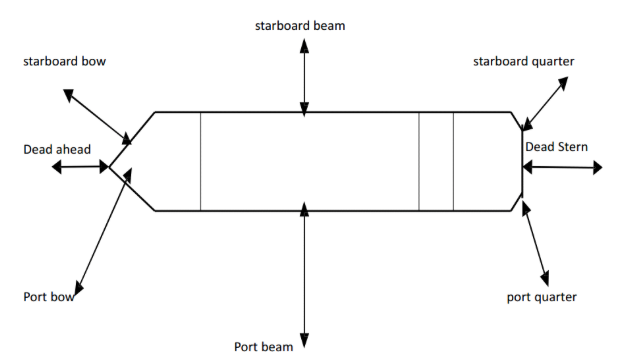 starboard beam
starboard bow
starboard quarter
Dead ahead
Dead Stern
Port bow
port quarter
Port beam